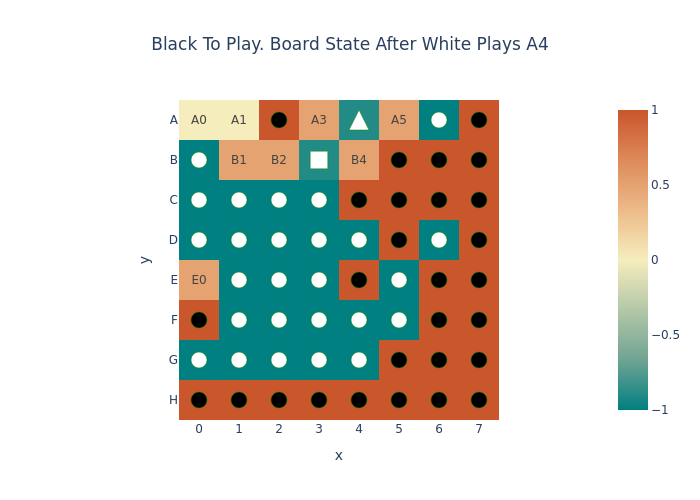 Black To Play. Board State After White Plays A4
A A0 A1 A3 A5
B B1 B2 B4
C
D
E E0
F
G
H
0 1 2 3 4 5 6 7
x
y
1
0.5
0
−0.5
−1